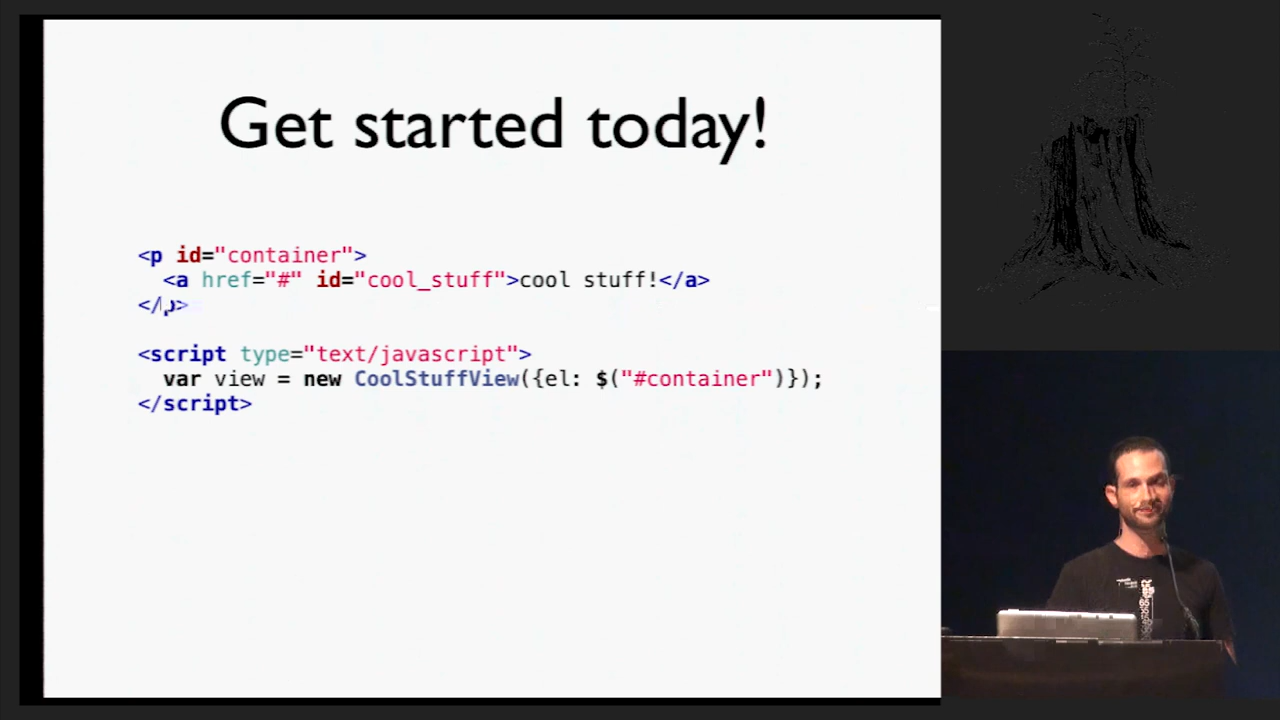 Get started today!
<p id="container">
  <a href="#" id="cool_stuff">cool stuff!</a>
</p>
<script type="text/javascript">
  var view = new CoolStuffView({el: $("#container")});
</script>